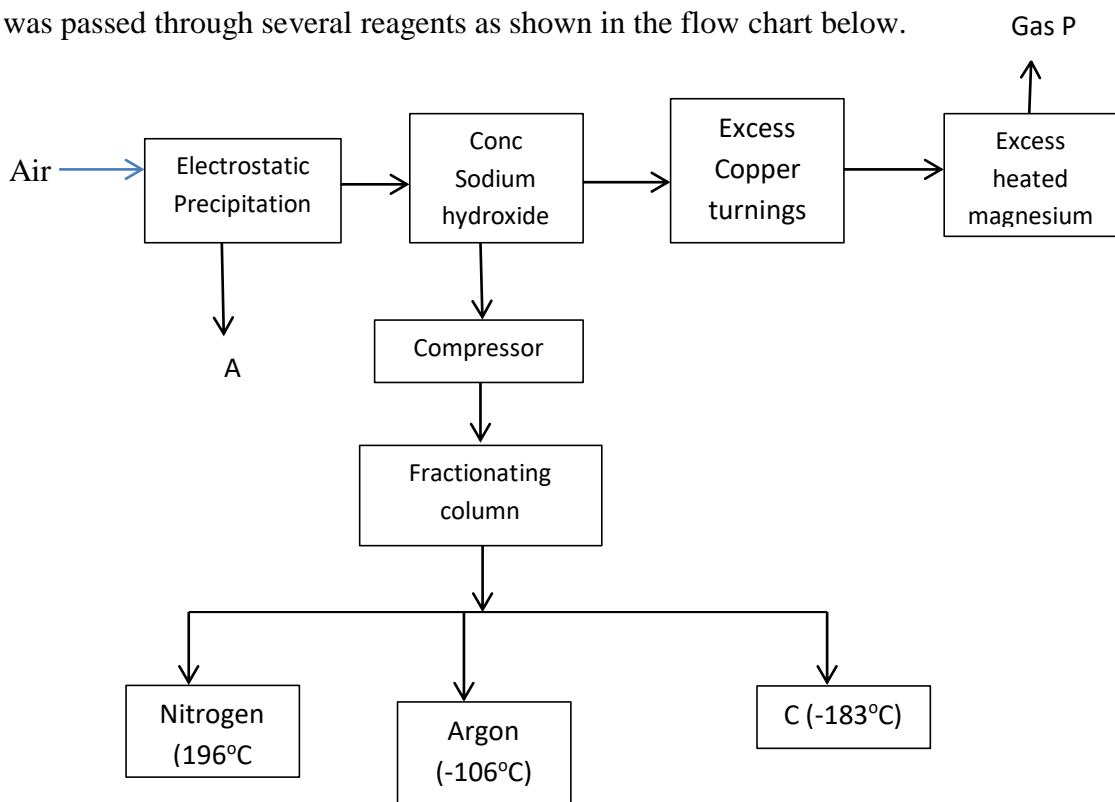 was passed through several reagents as shown in the flow chart below.
Gas P
Air
Electrostatic
Precipitation
Conc
Sodium
hydroxide
Excess
Copper
turnings
Excess
heated
magnesium
A
Compressor
Fractionating
column
Nitrogen
(196°C
Argon
(-106°C)
C (-183°C)